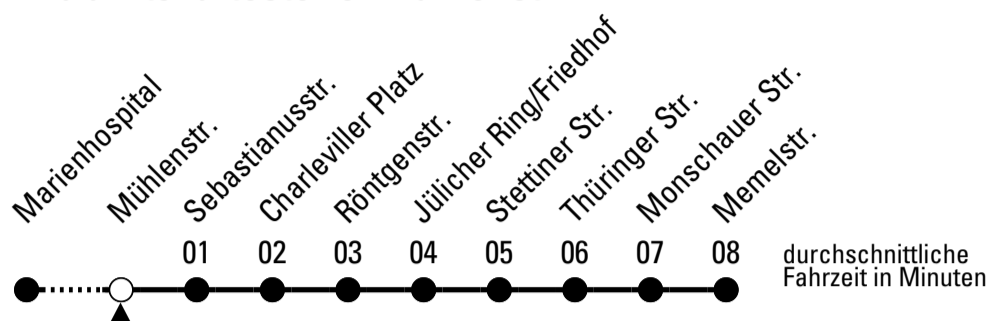 Marienhospital
Mühlenstr.
Sebastianusstr.
Charleviller Platz
Röntgenstr.
Jülicher Ring/Friedhof
Stettiner Str.
Thüringer Str.
Monschauer Str.
Memelstr.
01 02 03 04 05 06 07 08
durchschnittliche
Fahrzeit in Minuten